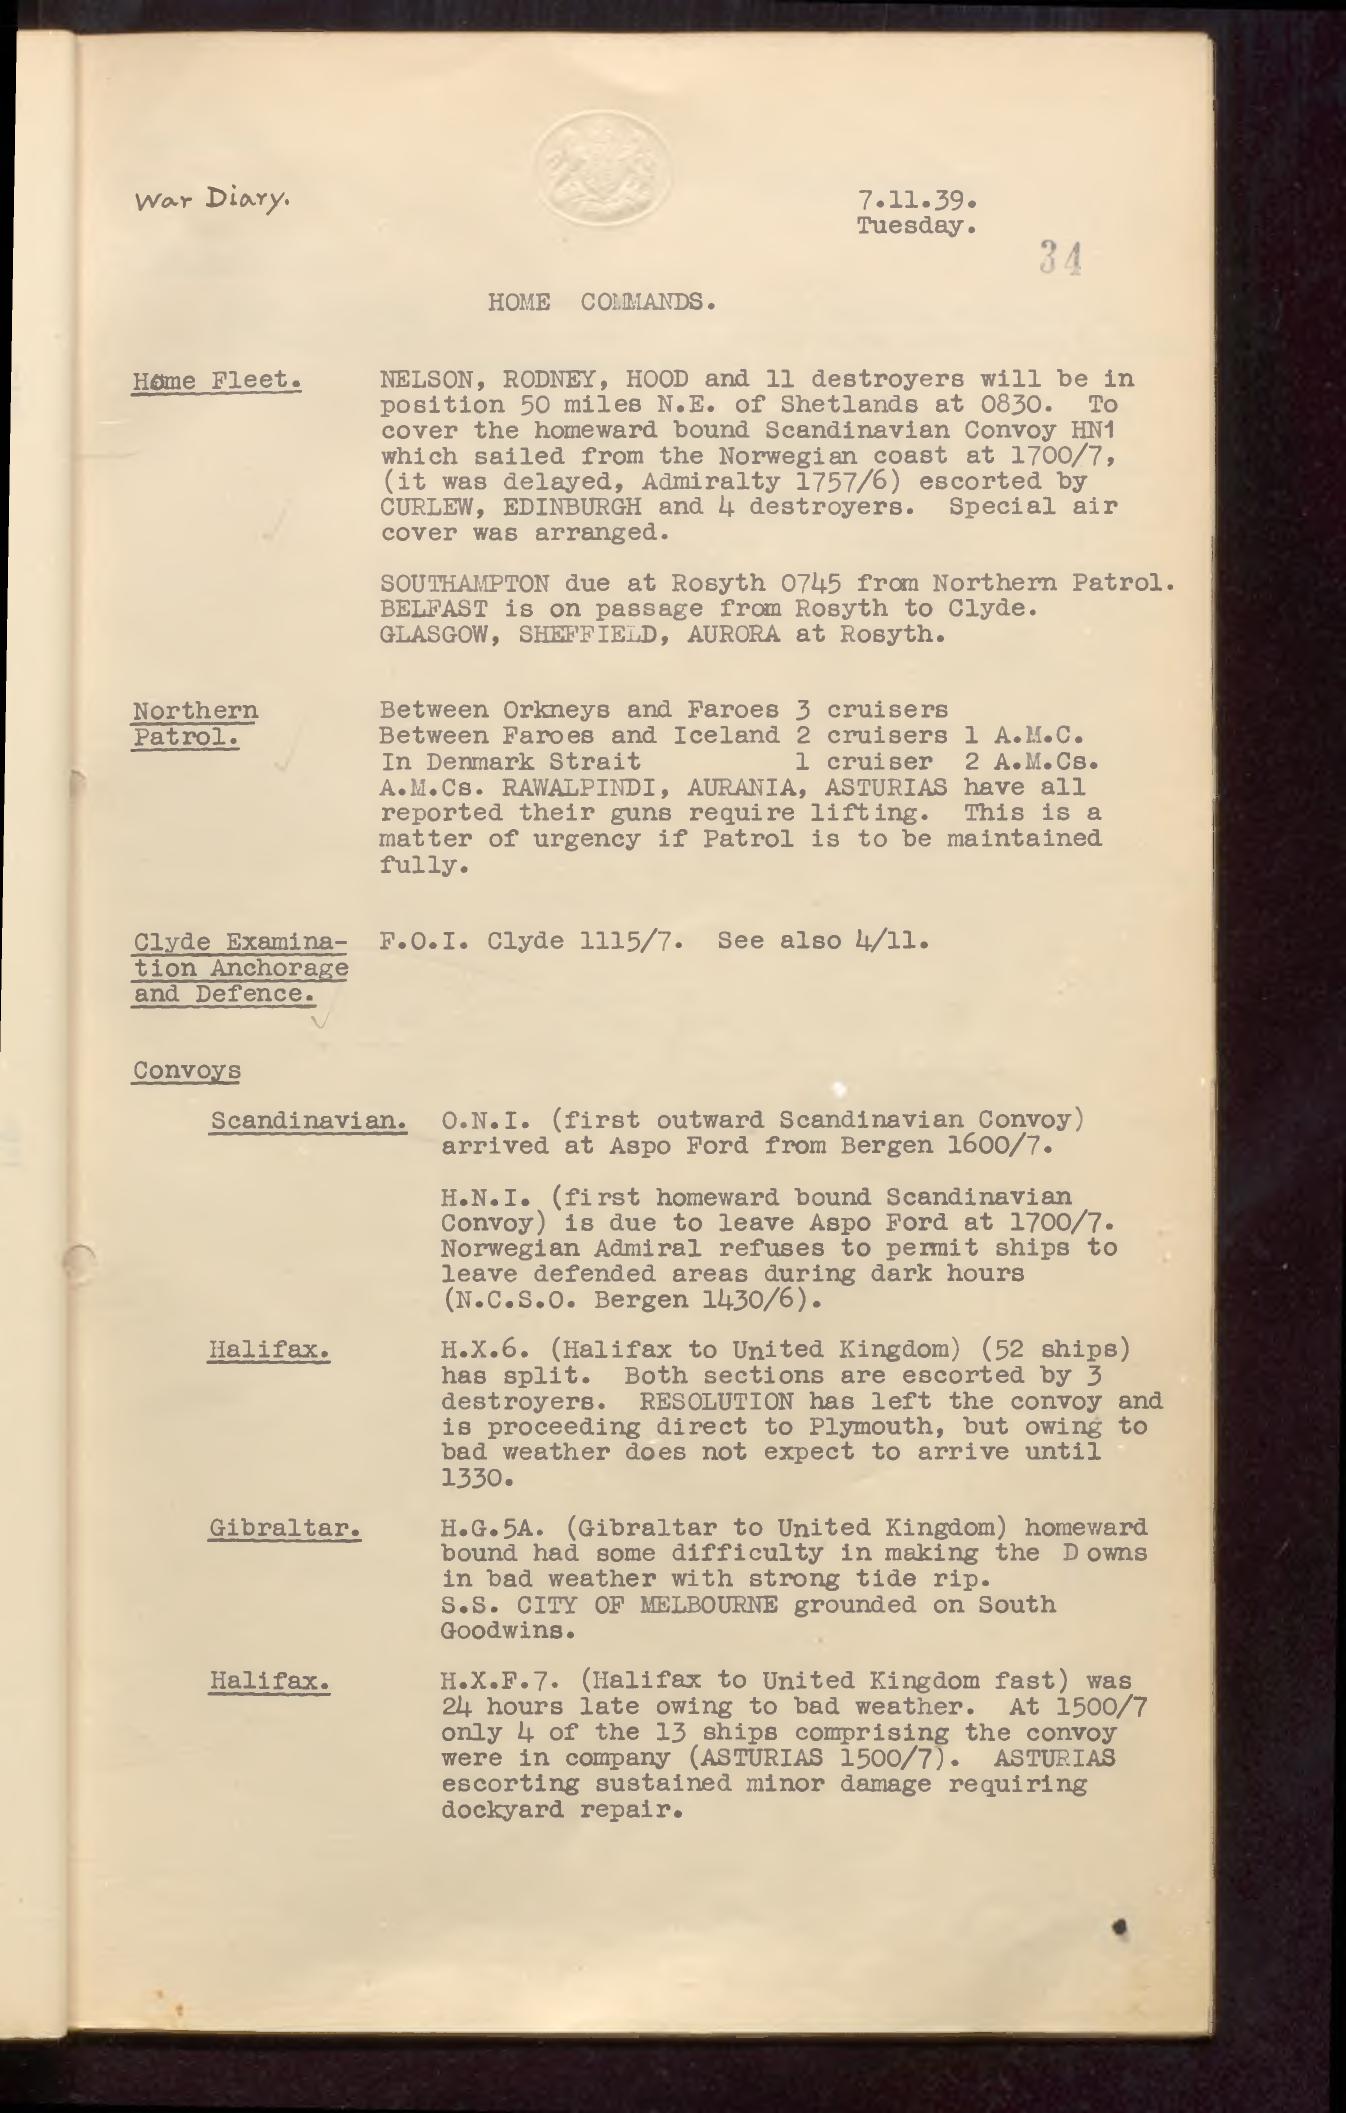 War Diary.
7.11.39.
Tuesday.
34
HOME COMMANDS.
Home Fleet. NELSON, RODNEY, HOOD and 11 destroyers will be in
position 50 miles N.E. of Shetlands at 0830. To
cover the homeward bound Scandinavian Convoy HN1
which sailed from the Norwegian coast at 1700/7,
(it was delayed, Admiralty 1757/6) escorted by
CURLEW, EDINBURGH and 4 destroyers. Special air
cover was arranged.
SOUTHAMPTON due at Rosyth 0745 from Northern Patrol.
BELFAST is on passage from Rosyth to Clyde.
GLASGOW, SHEFFIELD, AURORA at Rosyth.
Northern Between Orkneys and Faroes 3 cruisers
Patrol. Between Faroes and Iceland 2 cruisers 1 A.M.C.
In Denmark Strait 1 cruiser 2 A.M.Cs.
A.M.Cs. RAWALPINDI, AURANIA, ASTURIAS have all
reported their guns require lifting. This is a
matter of urgency if Patrol is to be maintained
fully.
Clyde Examina- F.O.I. Clyde 1115/7. See also 4/11.
tion Anchorage
and Defence.
Convoys
Scandinavian. O.N.I. (first outward Scandinavian Convoy)
arrived at Aspo Ford from Bergen 1600/7.
H.N.I. (first homeward bound Scandinavian
Convoy) is due to leave Aspo Ford at 1700/7.
Norwegian Admiral refuses to permit ships to
leave defended areas during dark hours
(N.C.S.O. Bergen 1430/6).
Halifax. H.X.6. (Halifax to United Kingdom) (52 ships)
has split. Both sections are escorted by 3
destroyers. RESOLUTION has left the convoy and
is proceeding direct to Plymouth, but owing to
bad weather does not expect to arrive until
1330.
Gibraltar. H.G.5A. (Gibraltar to United Kingdom) homeward
bound had some difficulty in making the D owns
in bad weather with strong tide rip.
S.S. CITY OF MELBOURNE grounded on South
Goodwins.
Halifax. H.X.F.7. (Halifax to United Kingdom fast) was
24 hours late owing to bad weather. At 1500/7
only 4 of the 13 ships comprising the convoy
were in company (ASTURIAS 1500/7). ASTURIAS
escorting sustained minor damage requiring
dockyard repair.